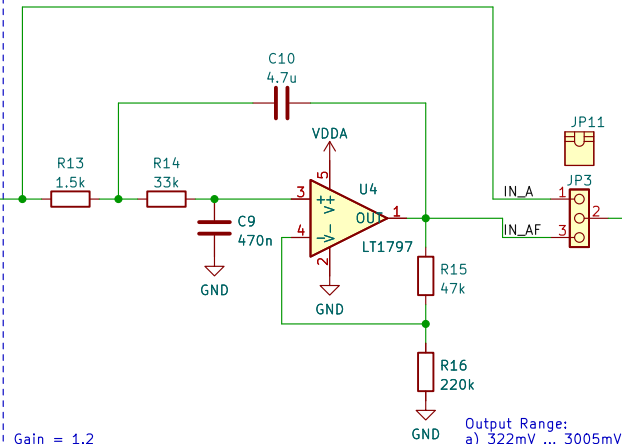 C10
4.7u
JP11
VDDA
R13
1.5k
R14
33k
5
U4
JP3
3
V+
+
OUT
1
IN_A
1
2
C9
470n
4
-
V-
2
LT1797
IN_AF
3
GND
GND
R15
47k
R16
220k
GND
Gain = 1.2
Output Range:
a) 322mV ... 3005mV